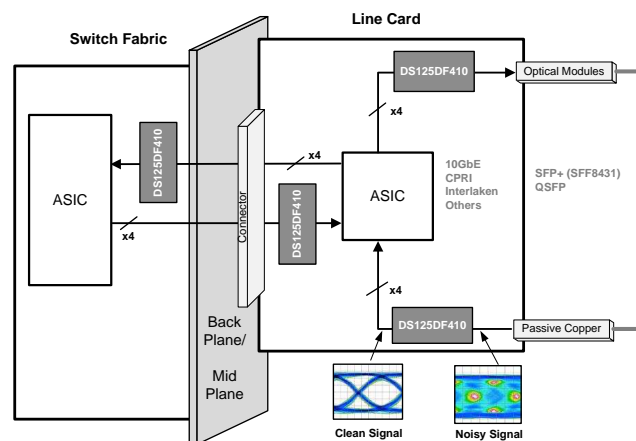 Switch Fabric
Line Card
DS125DF410
Optical Modules
x4
DS125DF410
x4
ASIC
x4
Connector
DS125DF410
ASIC
10GbE
CPRI
Interlaken
Others
SFP+ (SFF8431)
QSFP
x4
DS125DF410
Passive Copper
Back
Plane/
Mid
Plane
Clean Signal
Noisy Signal